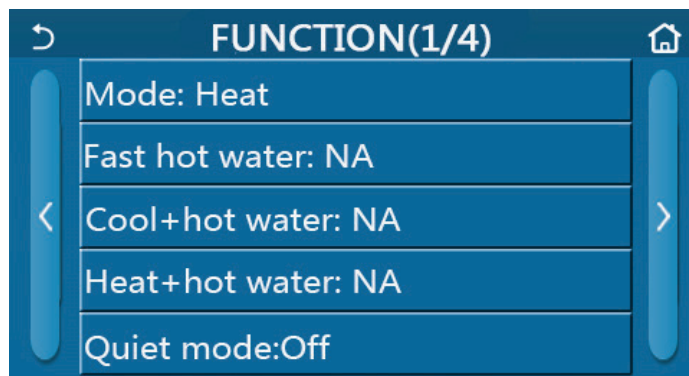 FUNCTION(1/4)
Mode: Heat
Fast hot water: NA
Cool+hot water: NA
Heat+hot water: NA
Quiet mode:Off